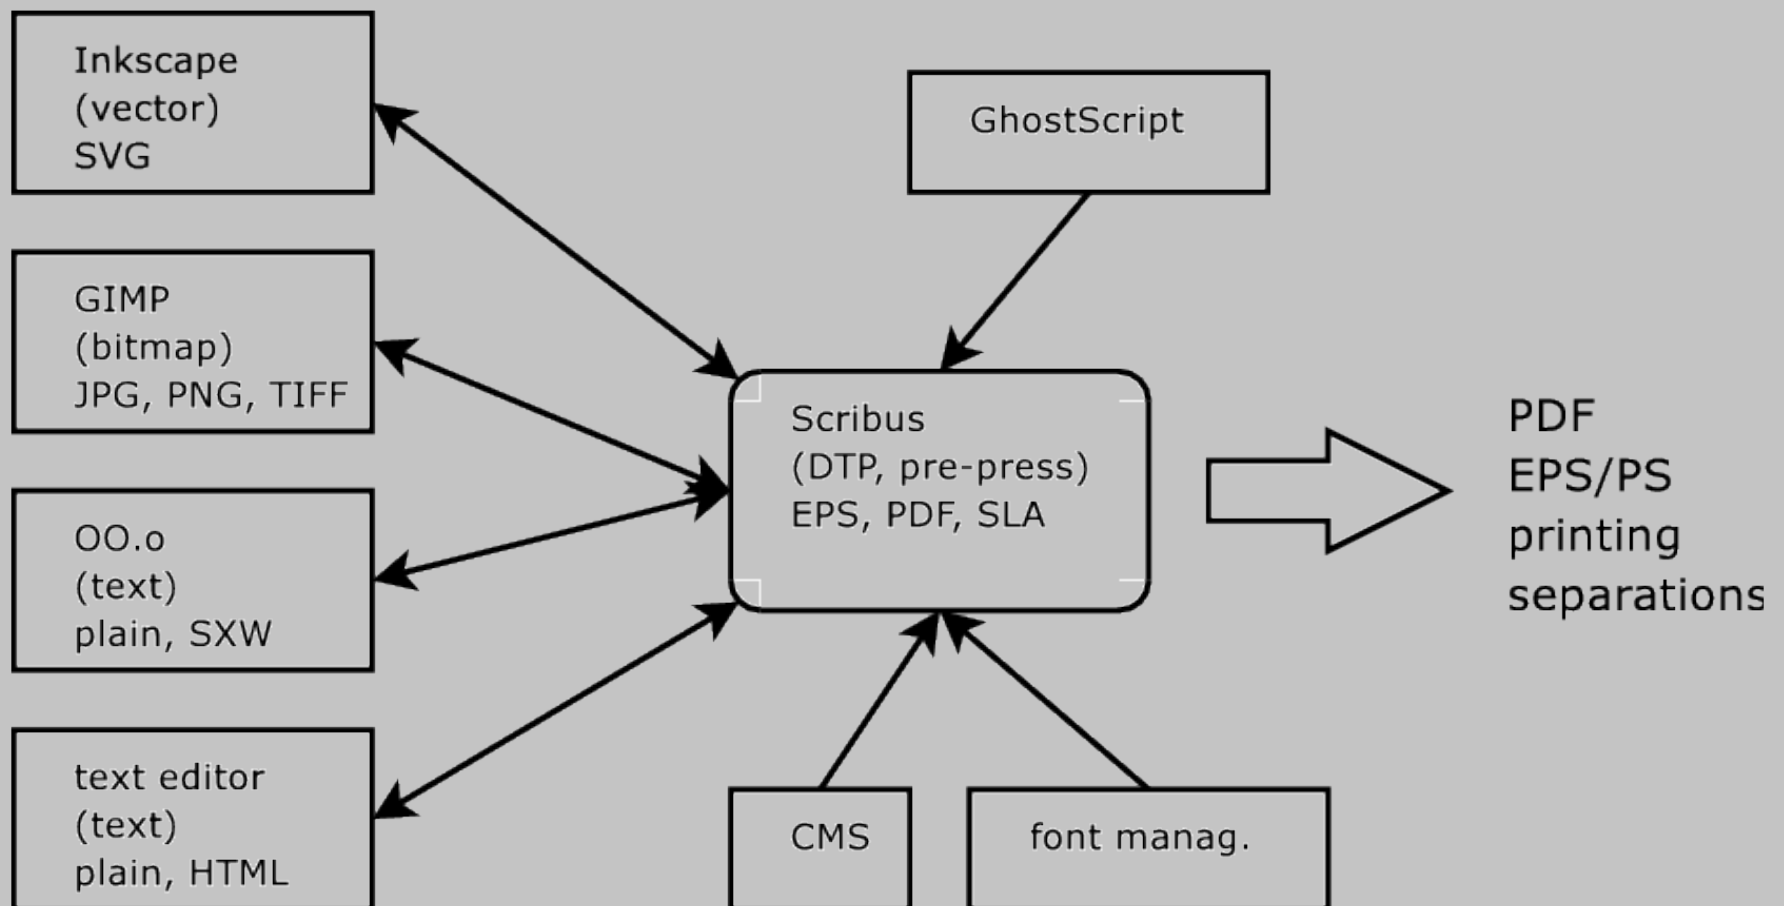 Inkscape
(vector)
SVG
GhostScript
GIMP
(bitmap)
JPG, PNG, TIFF
Scribus
(DTP, pre-press)
EPS, PDF, SLA
PDF
EPS/PS
printing
separations
OO.o
(text)
plain, SXW
text editor
(text)
plain, HTML
CMS
font manag.